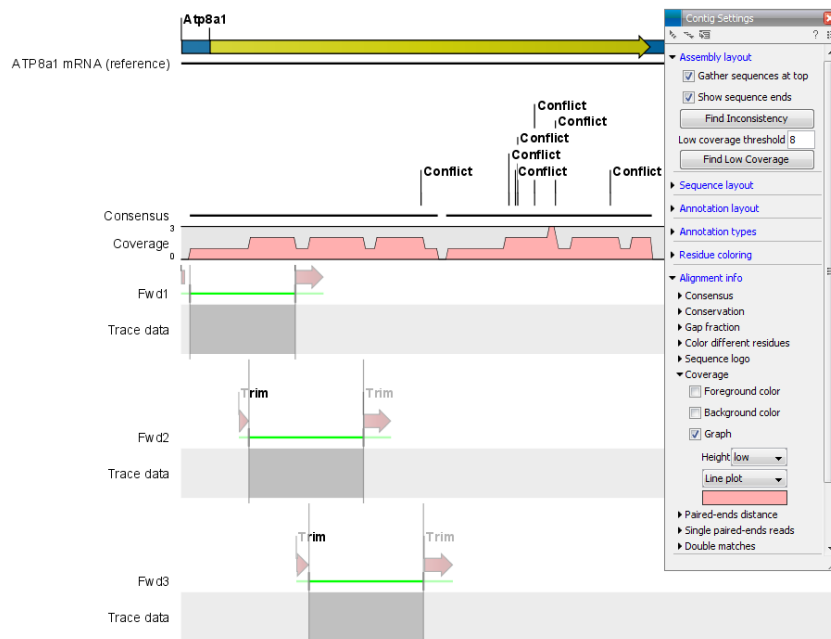 Atp8a1
ATP8a1 mRNA (reference)
Conflict
Conflict
Conflict
Conflict
Conflict
Conflict
Conflict
Consensus
3
Coverage
0
Fwd1
Trace data
Trim
Trim
Fwd2
Trace data
Trim
Trim
Fwd3
Trace data
Contig Settings
?
Assembly layout
Gather sequences at top
Show sequence ends
Find Inconsistency
Low coverage threshold 8
Find Low Coverage
Sequence layout
Annotation layout
Annotation types
Residue coloring
Alignment info
Consensus
Conservation
Gap fraction
Color different residues
Sequence logo
Coverage
Foreground color
Background color
Graph
Height low
Line plot
Paired-ends distance
Single paired-ends reads
Double matches